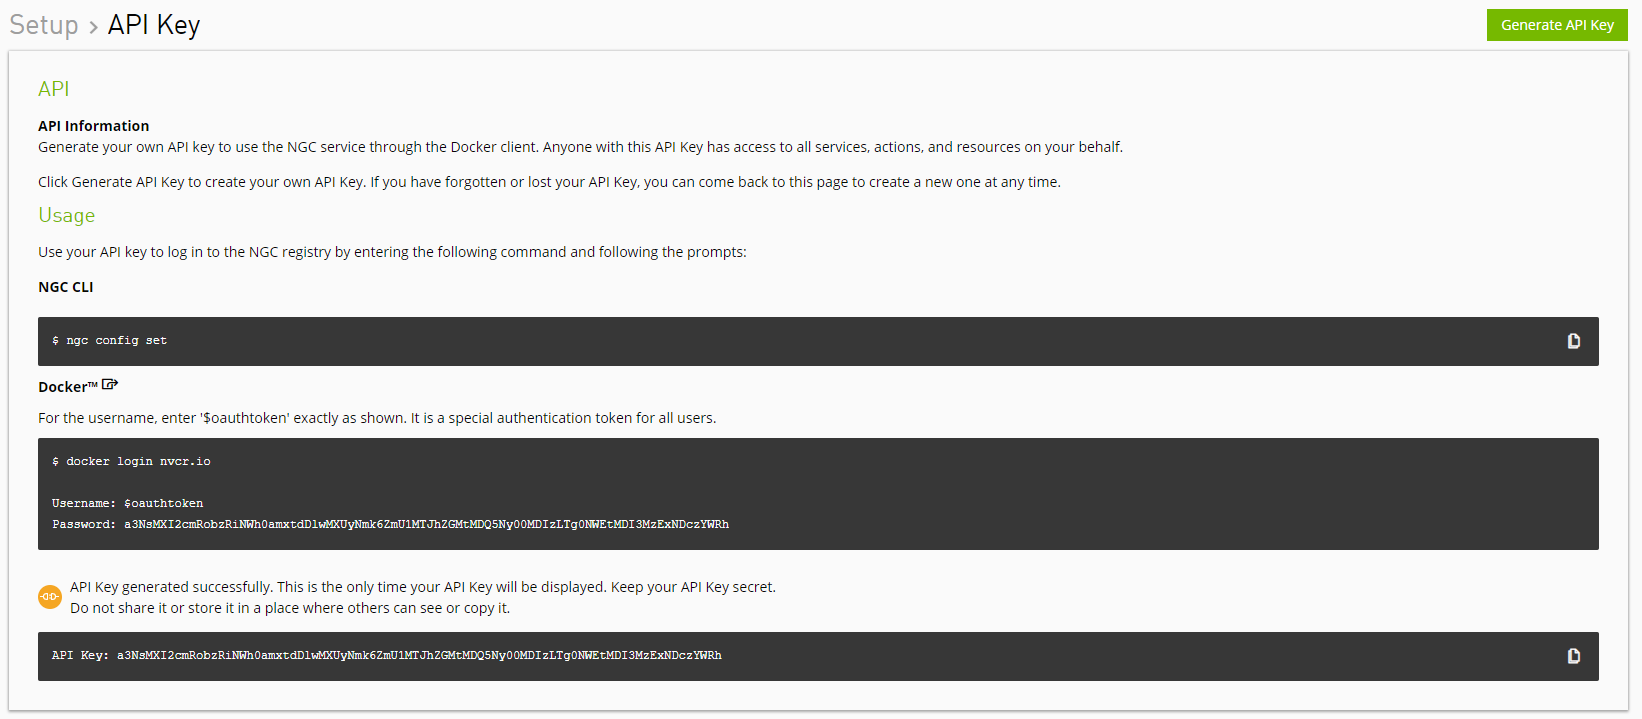 Setup > API Key
Generate API Key
API
API Information
Generate your own API key to use the NGC service through the Docker client. Anyone with this API Key has access to all services, actions, and resources on your behalf.
Click Generate API Key to create your own API Key. If you have forgotten or lost your API Key, you can come back to this page to create a new one at any time.
Usage
Use your API key to log in to the NGC registry by entering the following command and following the prompts:
NGC CLI
$ ngc config set
Docker™
For the username, enter '$oauthtoken' exactly as shown. It is a special authentication token for all users.
$ docker login nvcr.io
Username: $oauthtoken
Password: a3NsMXI2cmRobzRiNWh0amxtdDlwMXUyNmk6ZmU1MTJhZGMtMDQ5Ny00MDIzLTg0NWEtMDI3MzExNDczYWRh
API Key generated successfully. This is the only time your API Key will be displayed. Keep your API Key secret.
Do not share it or store it in a place where others can see or copy it.
API Key: a3NsMXI2cmRobzRiNWh0amxtdDlwMXUyNmk6ZmU1MTJhZGMtMDQ5Ny00MDIzLTg0NWEtMDI3MzExNDczYWRh